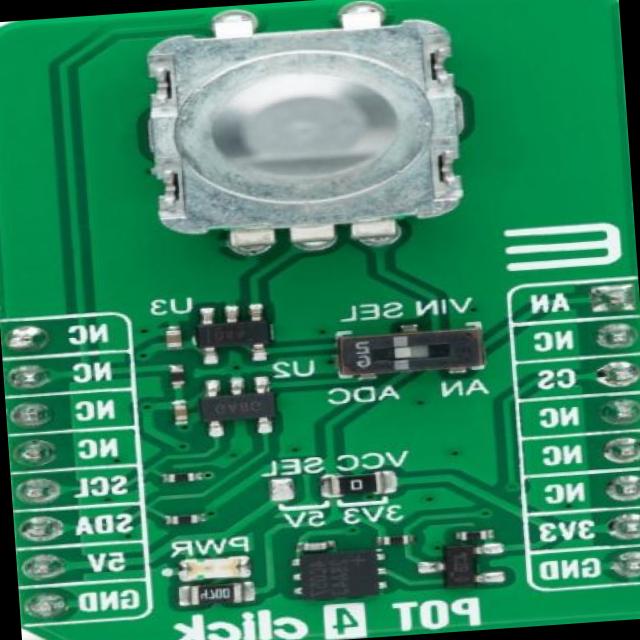 U3
VIN SEL
U2
ADC
AN
AN
NC
CS
NC
NC
NC
3V3
GND
NC
NC
NC
NC
SCL
SDA
5V
GND
VCC SEL
0
3V3 5V
PWR
POT 4 click